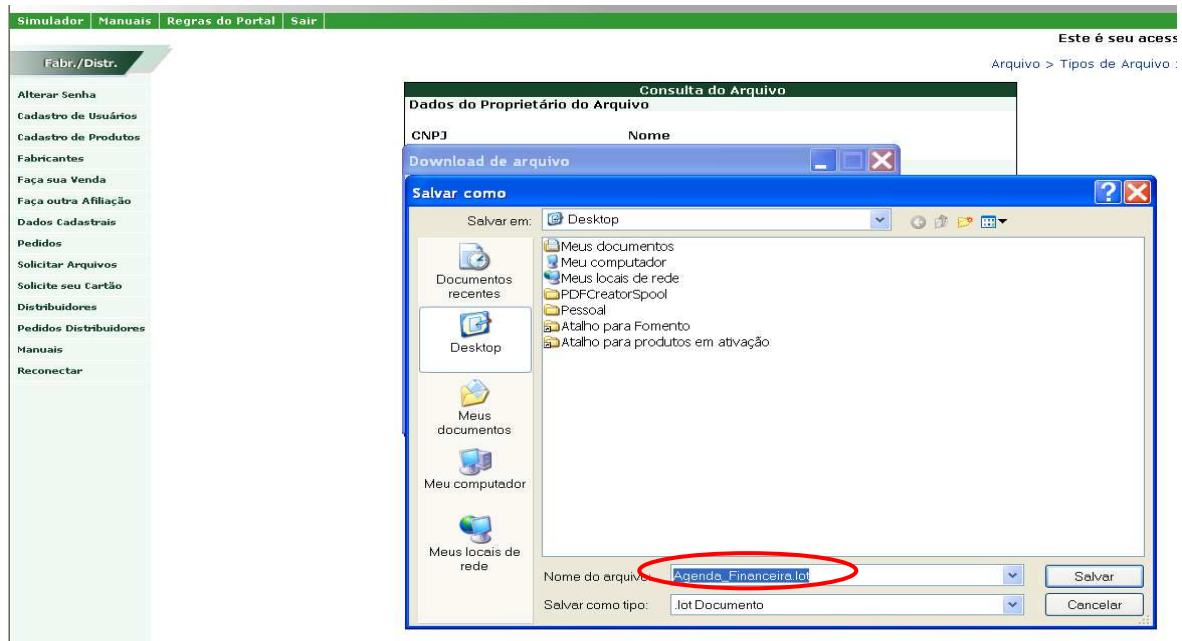 Simulador Manuais Regras do Portal Sair
Este é seu acess
Fabr./Distr.
Arquivo > Tipos de Arquivo :
Alterar Senha
Cadastro de Usuários
Cadastro de Produtos
Fabricantes
Faça sua Venda
Faça outra Afiliação
Dados Cadastrais
Pedidos
Solicitar Arquivos
Solicite seu Cartão
Distribuidores
Pedidos Distribuidores
Manuais
Reconectar
Consulta do Arquivo
Dados do Proprietário do Arquivo
CNPJ Nome
Download de arquivo
Salvar como
Salvar em: Desktop
Documentos recentes
Desktop
Meus documentos
Meu computador
Meus locais de rede
Meus documentos
Meu computador
Meus locais de rede
PDFCreatorSpool
Pessoal
Atalho para Fomento
Atalho para produtos em ativação
Nome do arquivo: Agenda_Financeira.lot Salvar
Salvar como tipo: .lot Documento Cancelar